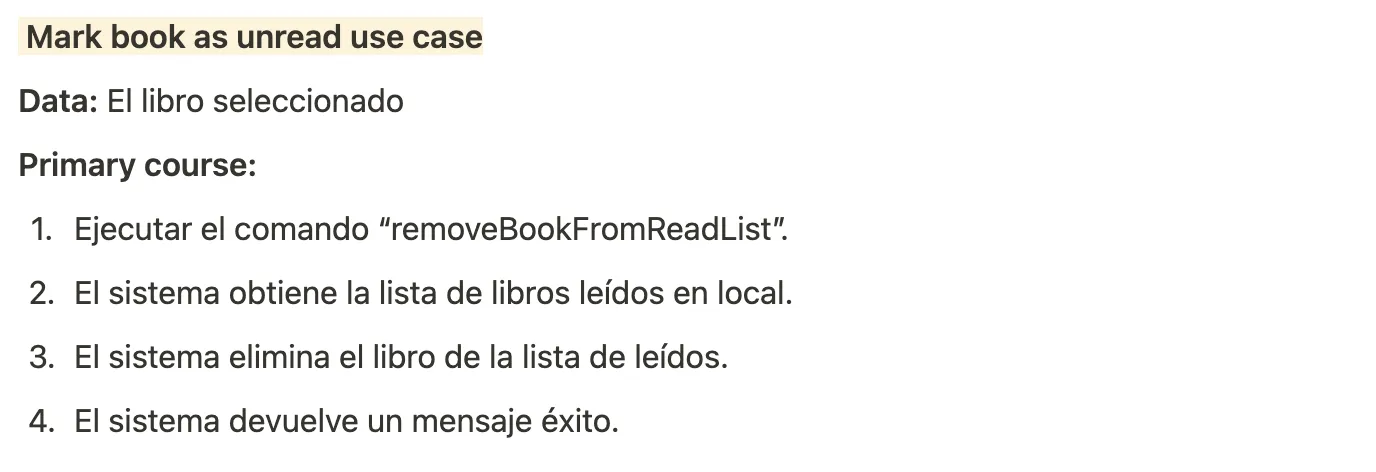 Mark book as unread use case
Data: El libro seleccionado
Primary course:
1. Ejecutar el comando “removeBookFromReadList”.
2. El sistema obtiene la lista de libros leídos en local.
3. El sistema elimina el libro de la lista de leídos.
4. El sistema devuelve un mensaje éxito.